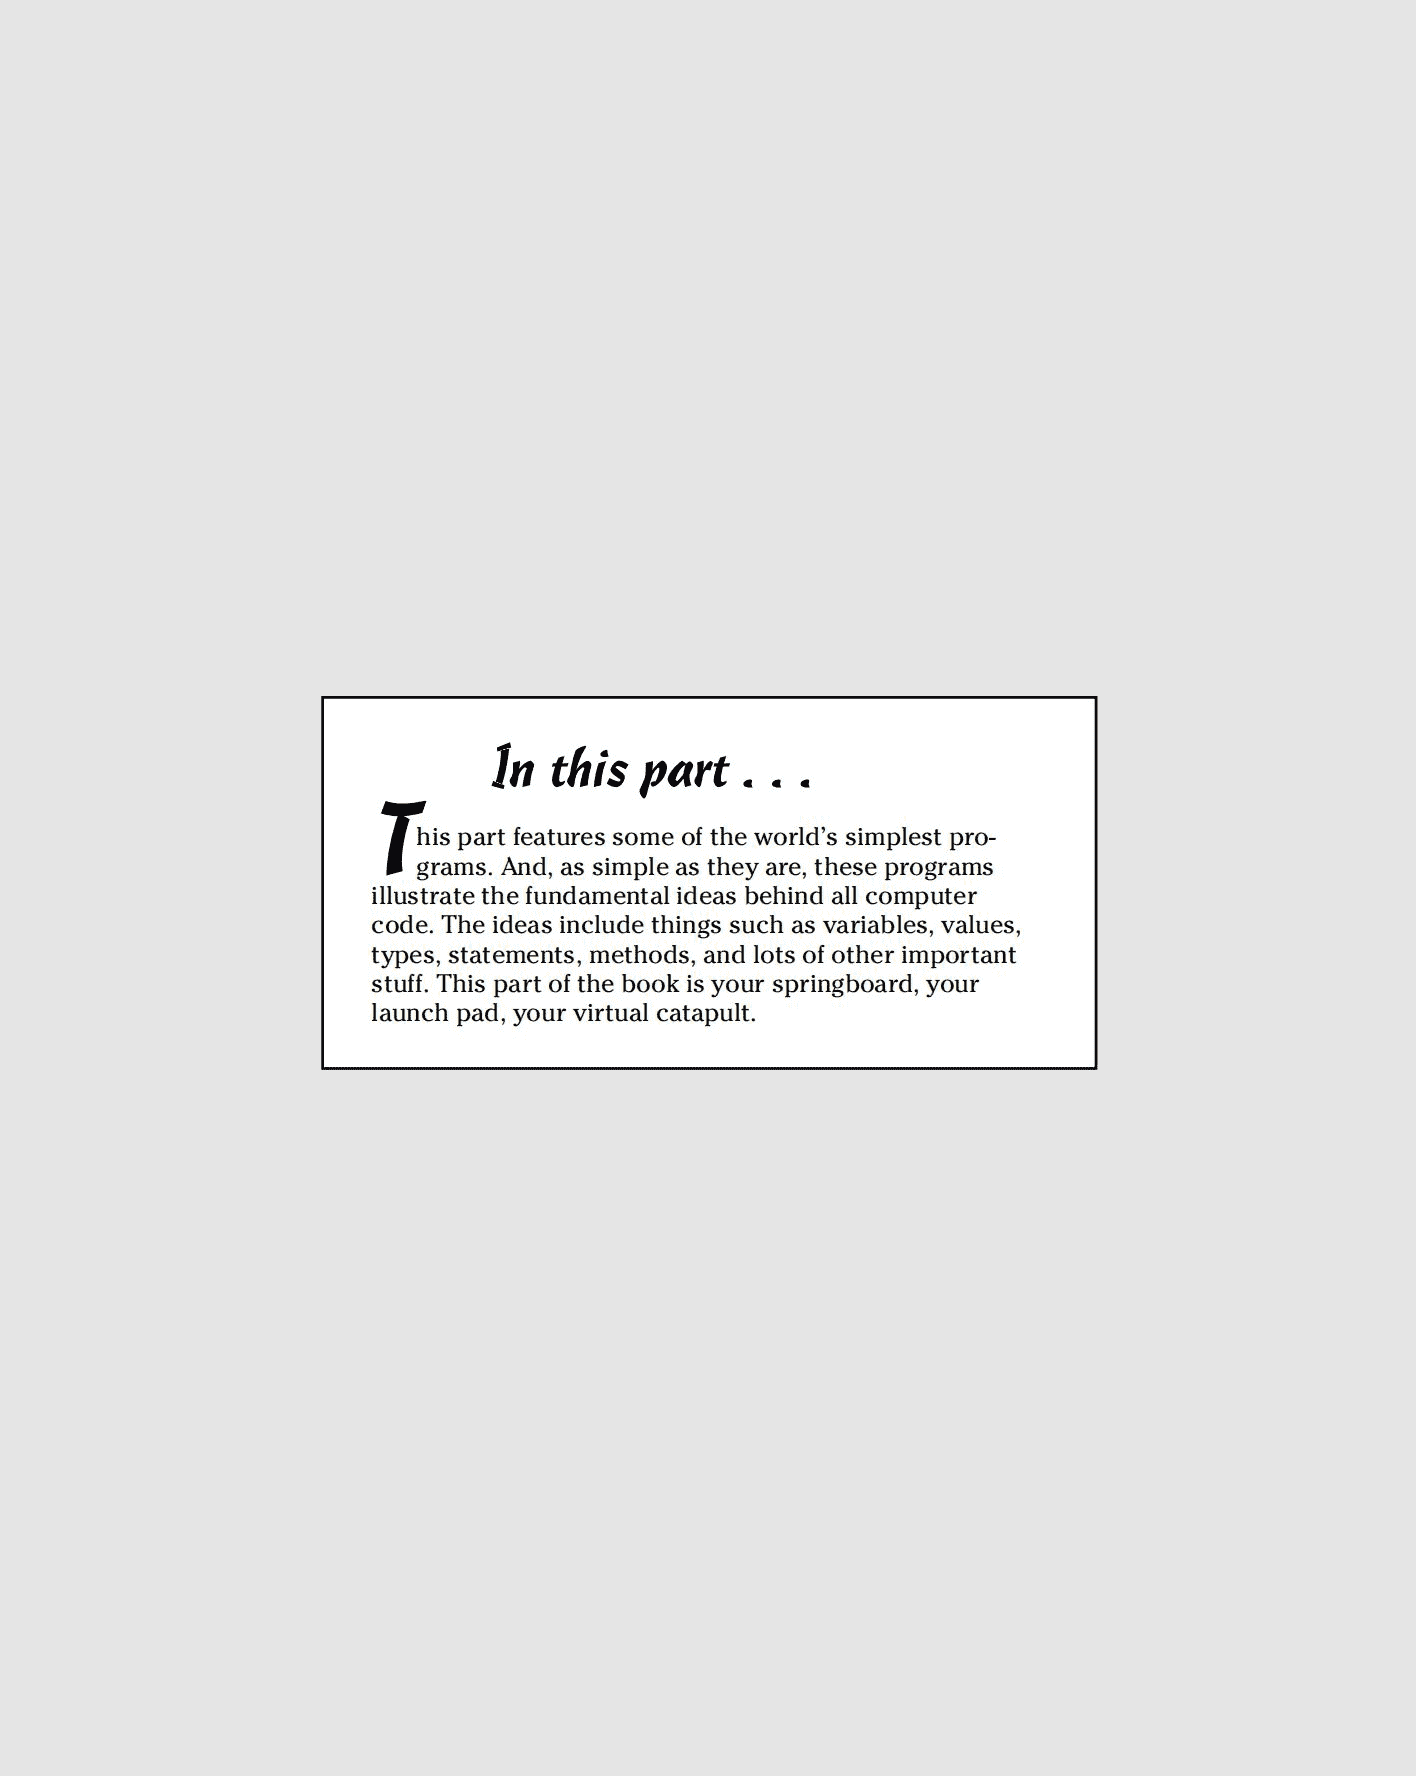 In this part . . .
This part features some of the world’s simplest pro-
grams. And, as simple as they are, these programs
illustrate the fundamental ideas behind all computer
code. The ideas include things such as variables, values,
types, statements, methods, and lots of other important
stuff. This part of the book is your springboard, your
launch pad, your virtual catapult.